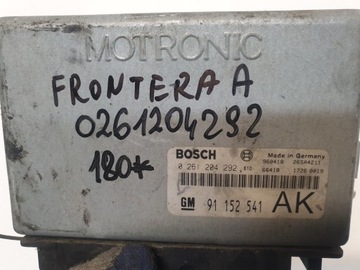 MOTRONIC
FRONTERA A
0261204292
180*
BOSCH Made in Germany
0 261 204 292
GM 91 152 541 AK